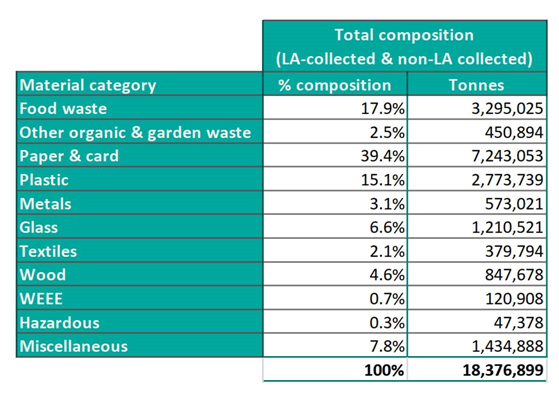 Total composition
(LA-collected & non-LA collected)
Material category % composition Tonnes
Food waste 17.9% 3,295,025
Other organic & garden waste 2.5% 450,894
Paper & card 39.4% 7,243,053
Plastic 15.1% 2,773,739
Metals 3.1% 573,021
Glass 6.6% 1,210,521
Textiles 2.1% 379,794
Wood 4.6% 847,678
WEEE 0.7% 120,908
Hazardous 0.3% 47,378
Miscellaneous 7.8% 1,434,888
100% 18,376,899